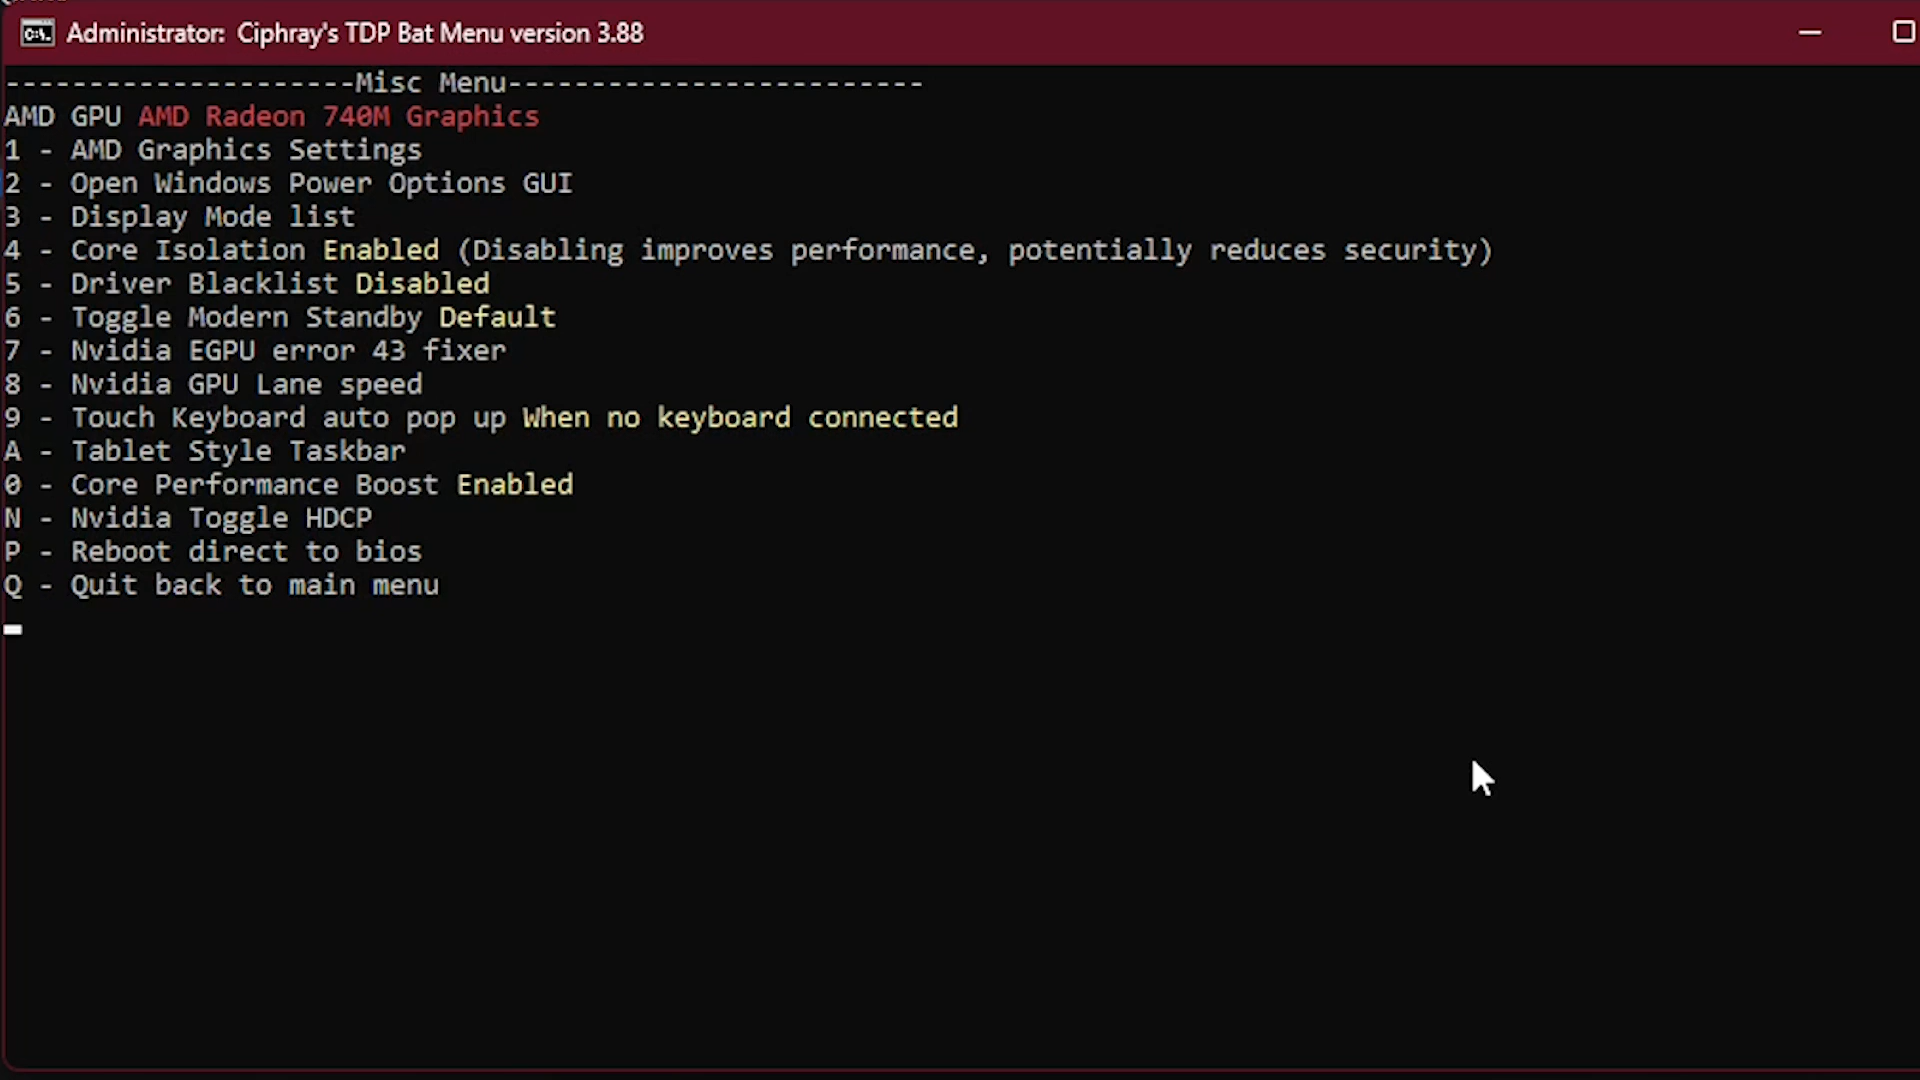 Administrator: Ciphray's TDP Bat Menu version 3.88
---------------------Misc Menu-------------------------
AMD GPU AMD Radeon 740M Graphics
1 - AMD Graphics Settings
2 - Open Windows Power Options GUI
3 - Display Mode list
4 - Core Isolation Enabled (Disabling improves performance, potentially reduces security)
5 - Driver Blacklist Disabled
6 - Toggle Modern Standby Default
7 - Nvidia EGPU error 43 fixer
8 - Nvidia GPU Lane speed
9 - Touch Keyboard auto pop up When no keyboard connected
A - Tablet Style Taskbar
0 - Core Performance Boost Enabled
N - Nvidia Toggle HDCP
P - Reboot direct to bios
Q - Quit back to main menu